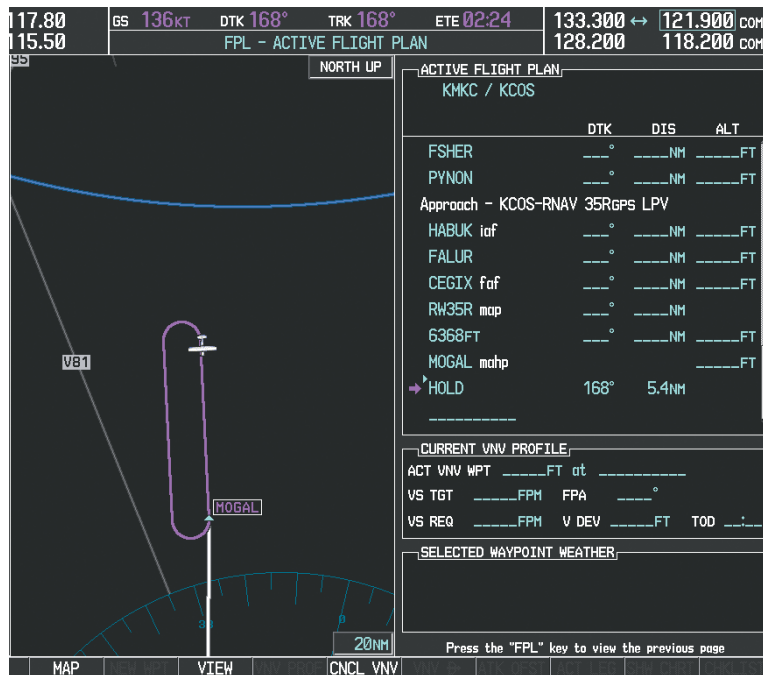 117.80 GS 136KT DTK 168° TRK 168° ETE 02:24 133.300 ↔ 121.900 COM
115.50 FPL - ACTIVE FLIGHT PLAN 128.200 118.200 COM
NORTH UP
V81
MOGAL
20NM
ACTIVE FLIGHT PLAN
KMKC / KCOS
DTK DIS ALT
FSHER ___° ____NM _____FT
PYNON ___° ____NM _____FT
Approach - KCOS-RNAV 35RGPS LPV
HABUK iaf ___° ____NM _____FT
FALUR ___° ____NM _____FT
CEGIX faf ___° ____NM _____FT
RW35R map ___° ____NM
6368FT ___° ____NM _____FT
MOGAL mahp _____FT
HOLD 168° 5.4NM
__________
CURRENT VNV PROFILE
ACT VNV WPT _____FT at __________
VS TGT _____FPM FPA ____°
VS REQ _____FPM V DEV _____FT TOD __:__
SELECTED WAYPOINT WEATHER
Press the "FPL" key to view the previous page
MAP NEW WPT VIEW VNV PROF CNCL VNV VNV ATK OFST ACT LEG SHW CHRT CHKLIST